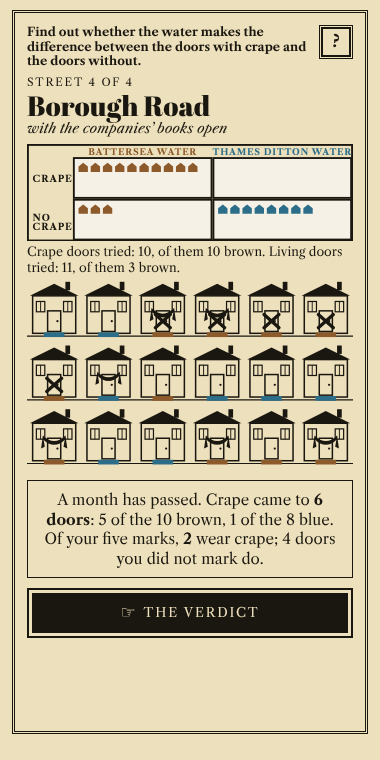 Find out whether the water makes the
difference between the doors with crape and
the doors without.
?
STREET 4 OF 4
Borough Road
with the companies' books open
BATTERSEA WATER THAMES DITTON WATER
CRAPE
NO
CRAPE
Crape doors tried: 10, of them 10 brown. Living doors
tried: 11, of them 3 brown.
A month has passed. Crape came to 6
doors: 5 of the 10 brown, 1 of the 8 blue.
Of your five marks, 2 wear crape; 4 doors
you did not mark do.
☞ THE VERDICT